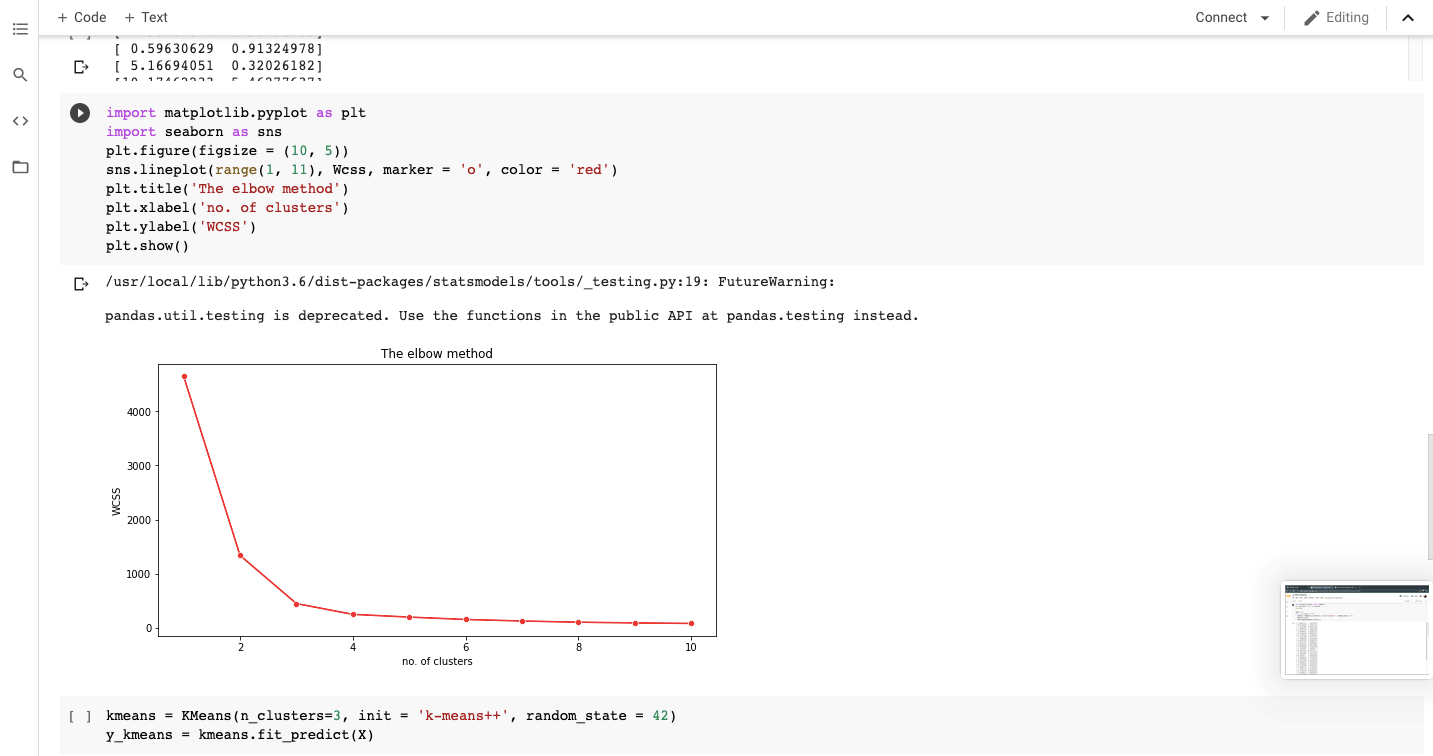 + Code + Text Connect Editing
[ 0.59630629 0.91324978]
[ 5.16694051 0.32026182]
import matplotlib.pyplot as plt
import seaborn as sns
plt.figure(figsize = (10, 5))
sns.lineplot(range(1, 11), Wcss, marker = 'o', color = 'red')
plt.title('The elbow method')
plt.xlabel('no. of clusters')
plt.ylabel('WCSS')
plt.show()
/usr/local/lib/python3.6/dist-packages/statsmodels/tools/_testing.py:19: FutureWarning:
pandas.util.testing is deprecated. Use the functions in the public API at pandas.testing instead.
The elbow method
4000
3000
WCSS
2000
1000
0
2 4 6 8 10
no. of clusters
[ ] kmeans = KMeans(n_clusters=3, init = 'k-means++', random_state = 42)
y_kmeans = kmeans.fit_predict(X)